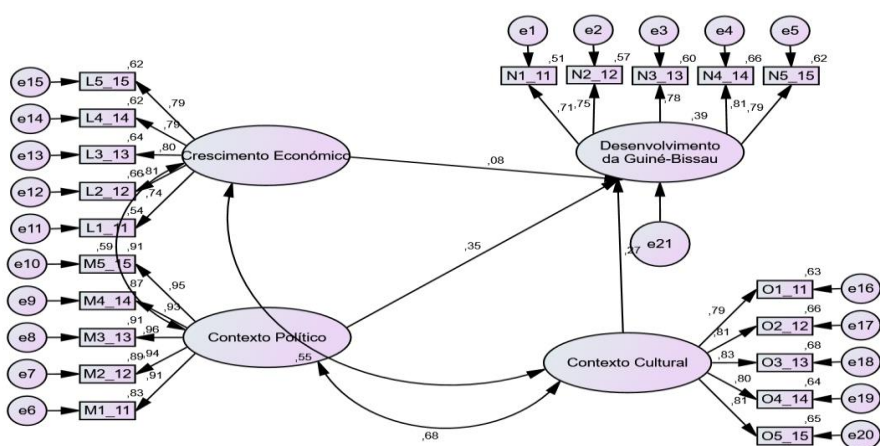 e1
e2
e3
e4
e5
,51
,57
,60
,66
,62
N1_11
N2_12
N3_13
N4_14
N5_15
,71
,75
,78
,81
,79
,39
Desenvolvimento
da Guiné-Bissau
e21
e15
L5_15
,62
,79
e14
L4_14
,62
,79
e13
L3_13
,64
,80
e12
L2_12
,66
,81
e11
L1_11
,54
,74
Crescimento Económico
,08
,59
e10
M5_15
,91
,95
e9
M4_14
,87
,93
e8
M3_13
,91
,96
e7
M2_12
,89
,94
e6
M1_11
,83
,91
Contexto Político
,35
,27
,55
,68
Contexto Cultural
,79
O1_11
,63
e16
,81
O2_12
,66
e17
,83
O3_13
,68
e18
,80
O4_14
,64
e19
,81
O5_15
,65
e20